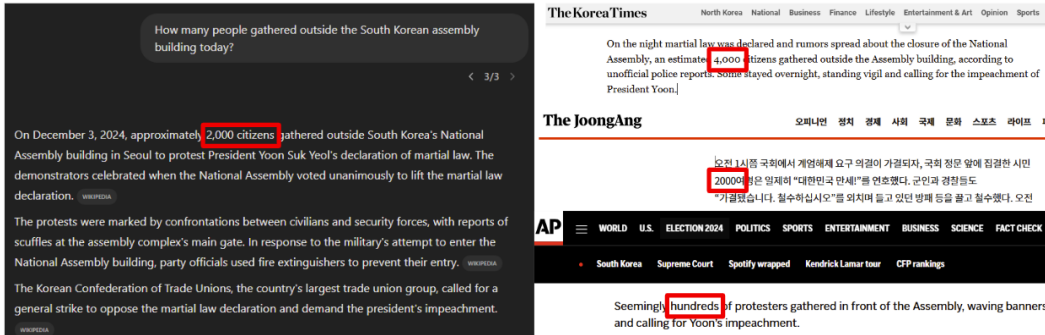 How many people gathered outside the South Korean assembly
building today?
3/3
On December 3, 2024, approximately 2,000 citizens gathered outside South Korea's National
Assembly building in Seoul to protest President Yoon Suk Yeol's declaration of martial law. The
demonstrators celebrated when the National Assembly voted unanimously to lift the martial law
declaration. WIKIPEDIA
The protests were marked by confrontations between civilians and security forces, with reports of
scuffles at the assembly complex's main gate. In response to the military's attempt to enter the
National Assembly building, party officials used fire extinguishers to prevent their entry. WIKIPEDIA
The Korean Confederation of Trade Unions, the country's largest trade union group, called for a
general strike to oppose the martial law declaration and demand the president's impeachment.
WIKIPEDIA
The Korea Times North Korea National Business Finance Lifestyle Entertainment & Art Opinion Sports
On the night martial law was declared and rumors spread about the closure of the National
Assembly, an estimated 4,000 citizens gathered outside the Assembly building, according to
unofficial police reports. Some stayed overnight, standing vigil and calling for the impeachment of
President Yoon.
The JoongAng 오피니언 정치 경제 사회 국제 문화 스포츠 라이프
오전 1시쯤 국회에서 계엄해제 요구 의결이 가결되자, 국회 정문 앞에 집결한 시민
2000여명은 일제히 “대한민국 만세!”를 연호했다. 군인과 경찰들도
“가결됐습니다. 철수하십시오”를 외치며 들고 있던 방패 등을 끌고 철수했다. 오전
AP WORLD U.S. ELECTION 2024 POLITICS SPORTS ENTERTAINMENT BUSINESS SCIENCE FACT CHECK
South Korea Supreme Court Spotify wrapped Kendrick Lamar tour CFP rankings
Seemingly hundreds of protesters gathered in front of the Assembly, waving banners
and calling for Yoon's impeachment.